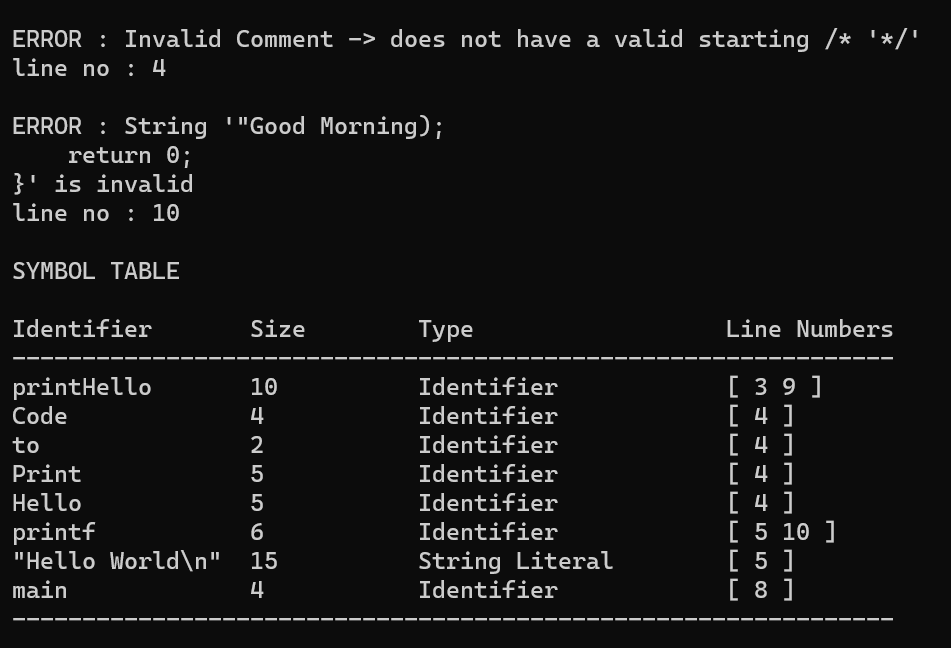 ERROR : Invalid Comment -> does not have a valid starting /* '*/'
line no : 4
ERROR : String '"Good Morning);
    return 0;
}' is invalid
line no : 10
SYMBOL TABLE
Identifier       Size        Type                  Line Numbers
---------------------------------------------------------------
printHello       10          Identifier            [ 3 9 ]
Code             4           Identifier            [ 4 ]
to               2           Identifier            [ 4 ]
Print            5           Identifier            [ 4 ]
Hello            5           Identifier            [ 4 ]
printf           6           Identifier            [ 5 10 ]
"Hello World\n"  15          String Literal        [ 5 ]
main             4           Identifier            [ 8 ]
---------------------------------------------------------------